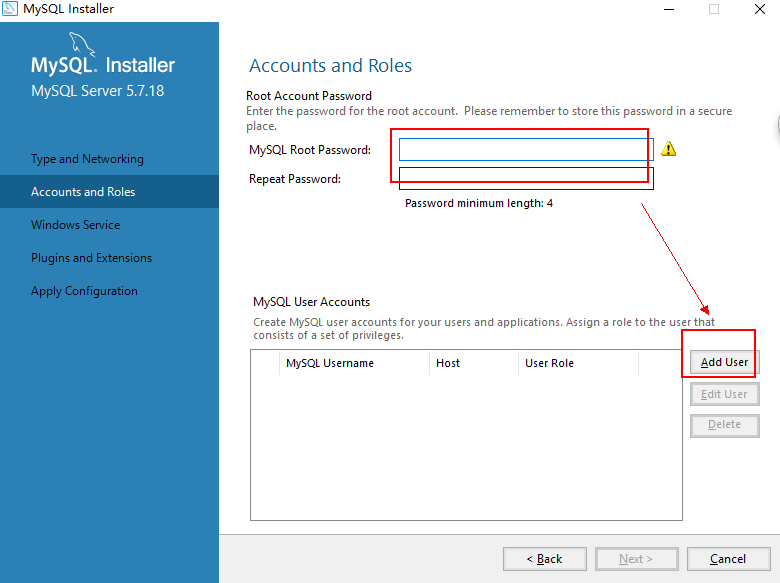 MySQL Installer
MySQL. Installer
MySQL Server 5.7.18
Type and Networking
Accounts and Roles
Windows Service
Plugins and Extensions
Apply Configuration
Accounts and Roles
Root Account Password
Enter the password for the root account. Please remember to store this password in a secure
place.
MySQL Root Password:
Repeat Password:
Password minimum length: 4
MySQL User Accounts
Create MySQL user accounts for your users and applications. Assign a role to the user that
consists of a set of privileges.
MySQL Username Host User Role
Add User
Edit User
Delete
< Back Next > Cancel